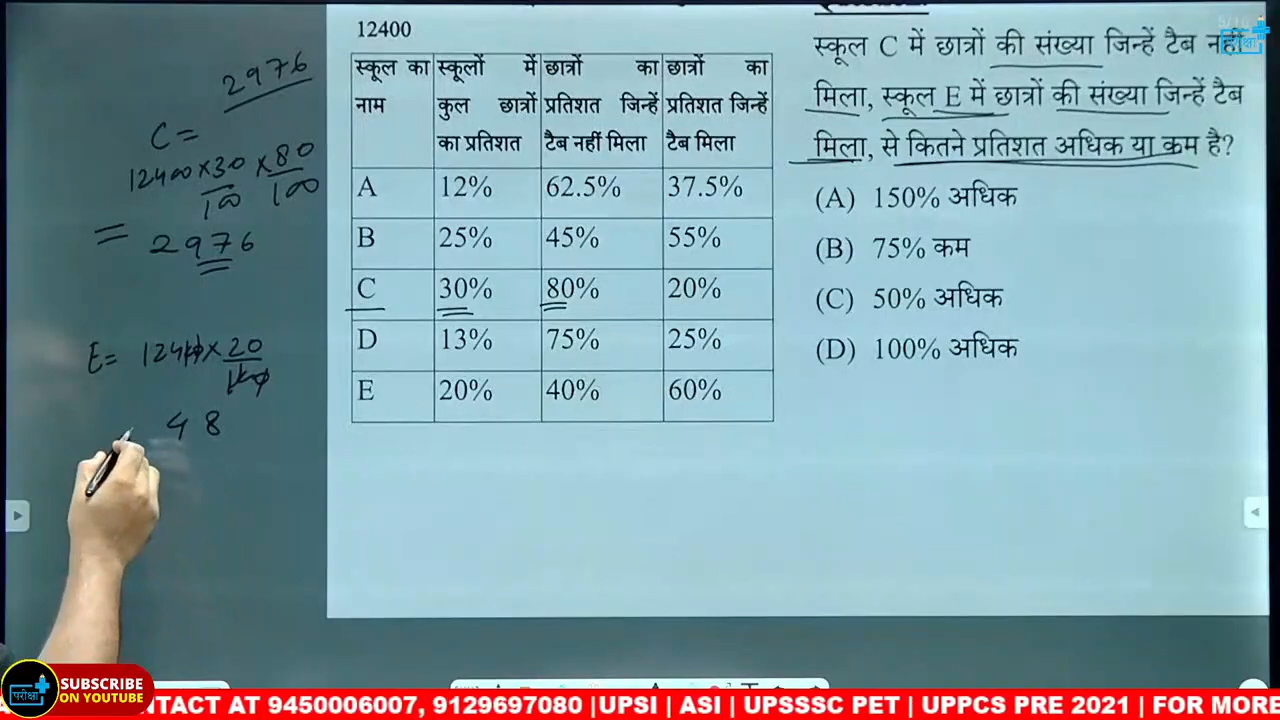 12400
स्कूल का नाम स्कूलों में कुल छात्रों का प्रतिशत छात्रों का प्रतिशत जिन्हें टैब नहीं मिला छात्रों का प्रतिशत जिन्हें टैब मिला
A 12% 62.5% 37.5%
B 25% 45% 55%
C 30% 80% 20%
D 13% 75% 25%
E 20% 40% 60%
स्कूल C में छात्रों की संख्या जिन्हें टैब नहीं
मिला, स्कूल E में छात्रों की संख्या जिन्हें टैब
मिला, से कितने प्रतिशत अधिक या कम है?
(A) 150% अधिक
(B) 75% कम
(C) 50% अधिक
(D) 100% अधिक
2976
C =
12400 × 30/100 × 80/100
= 2976
E = 12400 × 20/100
48
परीक्षा
परीक्षा
SUBSCRIBE
ON YOUTUBE
CONTACT AT 9450006007, 9129697080 |UPSI | ASI | UPSSSC PET | UPPCS PRE 2021 | FOR MORE